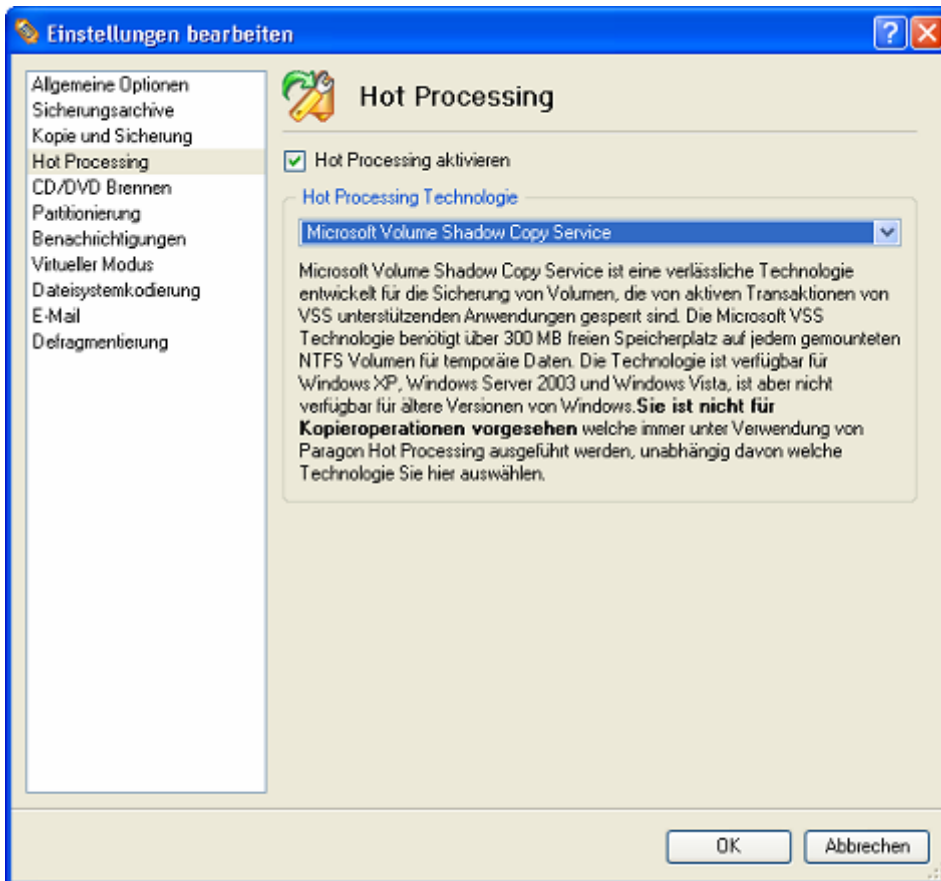 Einstellungen bearbeiten
Allgemeine Optionen
Sicherungsarchive
Kopie und Sicherung
Hot Processing
CD/DVD Brennen
Partitionierung
Benachrichtigungen
Virtueller Modus
Dateisystemkodierung
E-Mail
Defragmentierung
Hot Processing
Hot Processing aktivieren
Hot Processing Technologie
Microsoft Volume Shadow Copy Service
Microsoft Volume Shadow Copy Service ist eine verlässliche Technologie
entwickelt für die Sicherung von Volumen, die von aktiven Transaktionen von
VSS unterstützenden Anwendungen gesperrt sind. Die Microsoft VSS
Technologie benötigt über 300 MB freien Speicherplatz auf jedem gemounteten
NTFS Volumen für temporäre Daten. Die Technologie ist verfügbar für
Windows XP, Windows Server 2003 und Windows Vista, ist aber nicht
verfügbar für ältere Versionen von Windows.Sie ist nicht für
Kopieroperationen vorgesehen welche immer unter Verwendung von
Paragon Hot Processing ausgeführt werden, unabhängig davon welche
Technologie Sie hier auswählen.
OK
Abbrechen